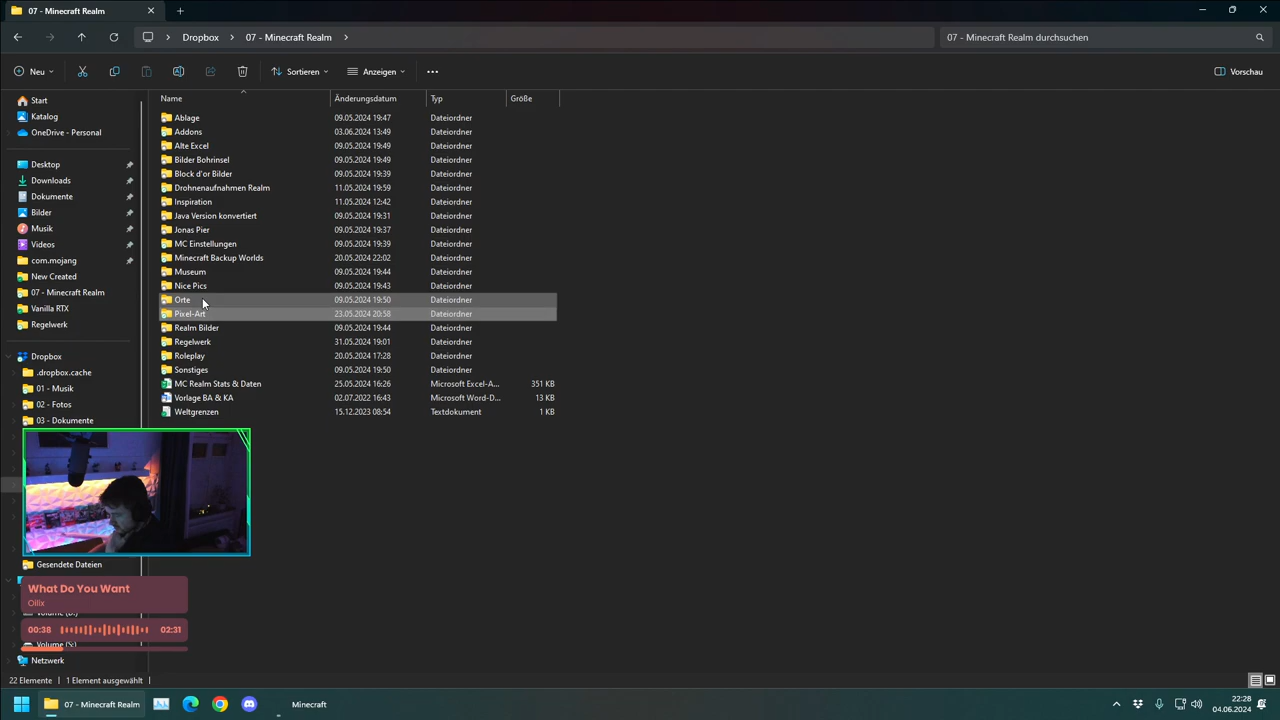 07 - Minecraft Realm
Dropbox
07 - Minecraft Realm
07 - Minecraft Realm durchsuchen
Neu
Sortieren
Anzeigen
Vorschau
Name
Änderungsdatum
Typ
Größe
Start
Katalog
OneDrive - Personal
Desktop
Downloads
Dokumente
Bilder
Musik
Videos
com.mojang
New Created
07 - Minecraft Realm
Vanilla RTX
Regelwerk
Dropbox
.dropbox.cache
01 - Musik
02 - Fotos
03 - Dokumente
Gesendete Dateien
Volume (S:)
Netzwerk
Ablage 09.05.2024 19:47 Dateiordner
Addons 03.06.2024 13:49 Dateiordner
Alte Excel 09.05.2024 19:49 Dateiordner
Bilder Bohrinsel 09.05.2024 19:49 Dateiordner
Block d'or Bilder 09.05.2024 19:39 Dateiordner
Drohnenaufnahmen Realm 11.05.2024 19:59 Dateiordner
Inspiration 11.05.2024 12:42 Dateiordner
Java Version konvertiert 09.05.2024 19:31 Dateiordner
Jonas Pier 09.05.2024 19:37 Dateiordner
MC Einstellungen 09.05.2024 19:39 Dateiordner
Minecraft Backup Worlds 20.05.2024 22:02 Dateiordner
Museum 09.05.2024 19:44 Dateiordner
Nice Pics 09.05.2024 19:43 Dateiordner
Orte 09.05.2024 19:50 Dateiordner
Pixel-Art 23.05.2024 20:58 Dateiordner
Realm Bilder 09.05.2024 19:44 Dateiordner
Regelwerk 31.05.2024 19:01 Dateiordner
Roleplay 20.05.2024 17:28 Dateiordner
Sonstiges 09.05.2024 19:50 Dateiordner
MC Realm Stats & Daten 25.05.2024 16:26 Microsoft Excel-A... 351 KB
Vorlage BA & KA 02.07.2022 16:43 Microsoft Word-D... 13 KB
Weltgrenzen 15.12.2023 08:54 Textdokument 1 KB
What Do You Want
Oilix
00:38
02:31
22 Elemente
1 Element ausgewählt
07 - Minecraft Realm
Minecraft
22:28
04.06.2024